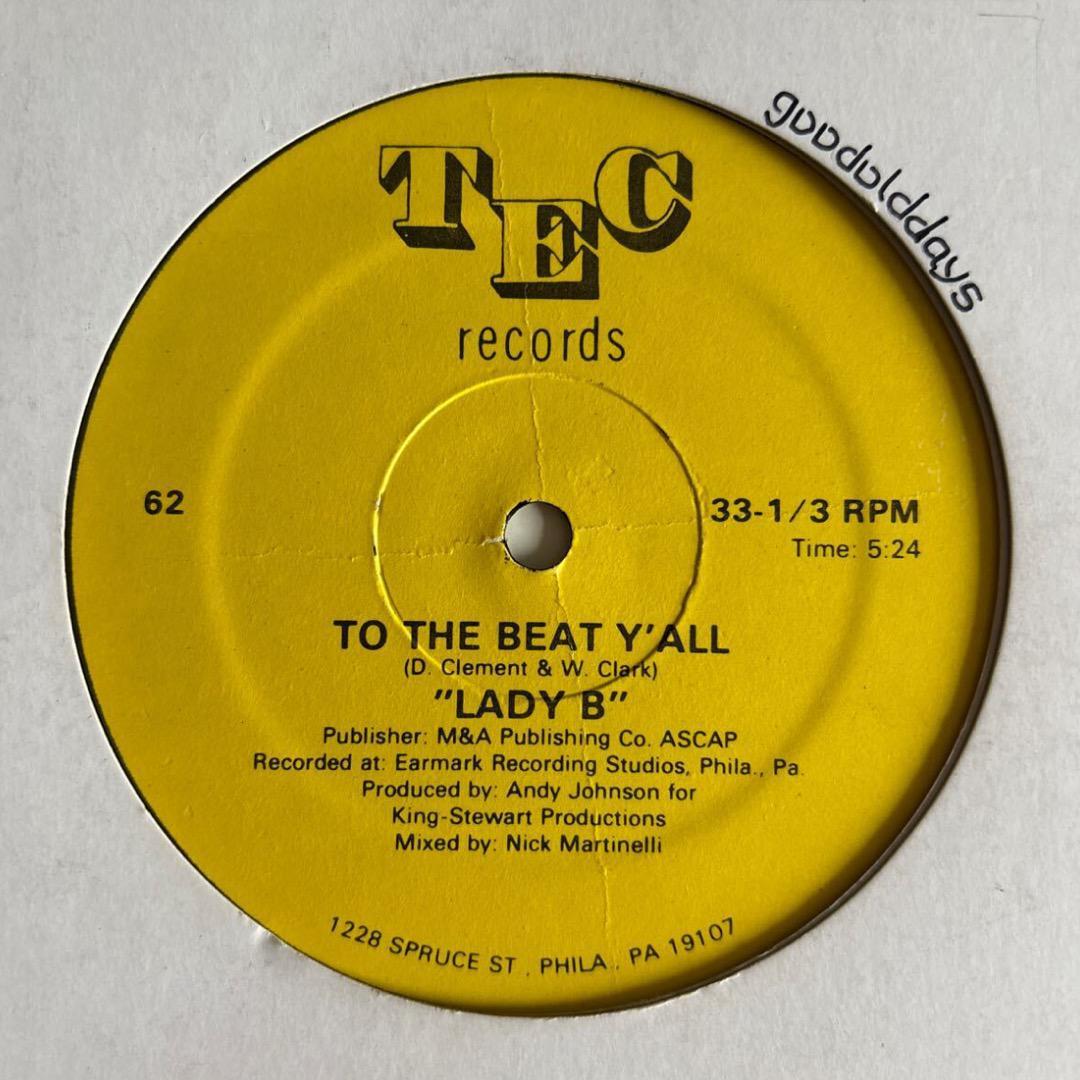 TEC
records
gooddolddays
62
33-1/3 RPM
Time: 5:24
TO THE BEAT Y'ALL
(D. Clement & W. Clark)
"LADY B"
Publisher: M&A Publishing Co. ASCAP
Recorded at: Earmark Recording Studios, Phila., Pa.
Produced by: Andy Johnson for
King-Stewart Productions
Mixed by: Nick Martinelli
1228 SPRUCE ST., PHILA., PA 19107